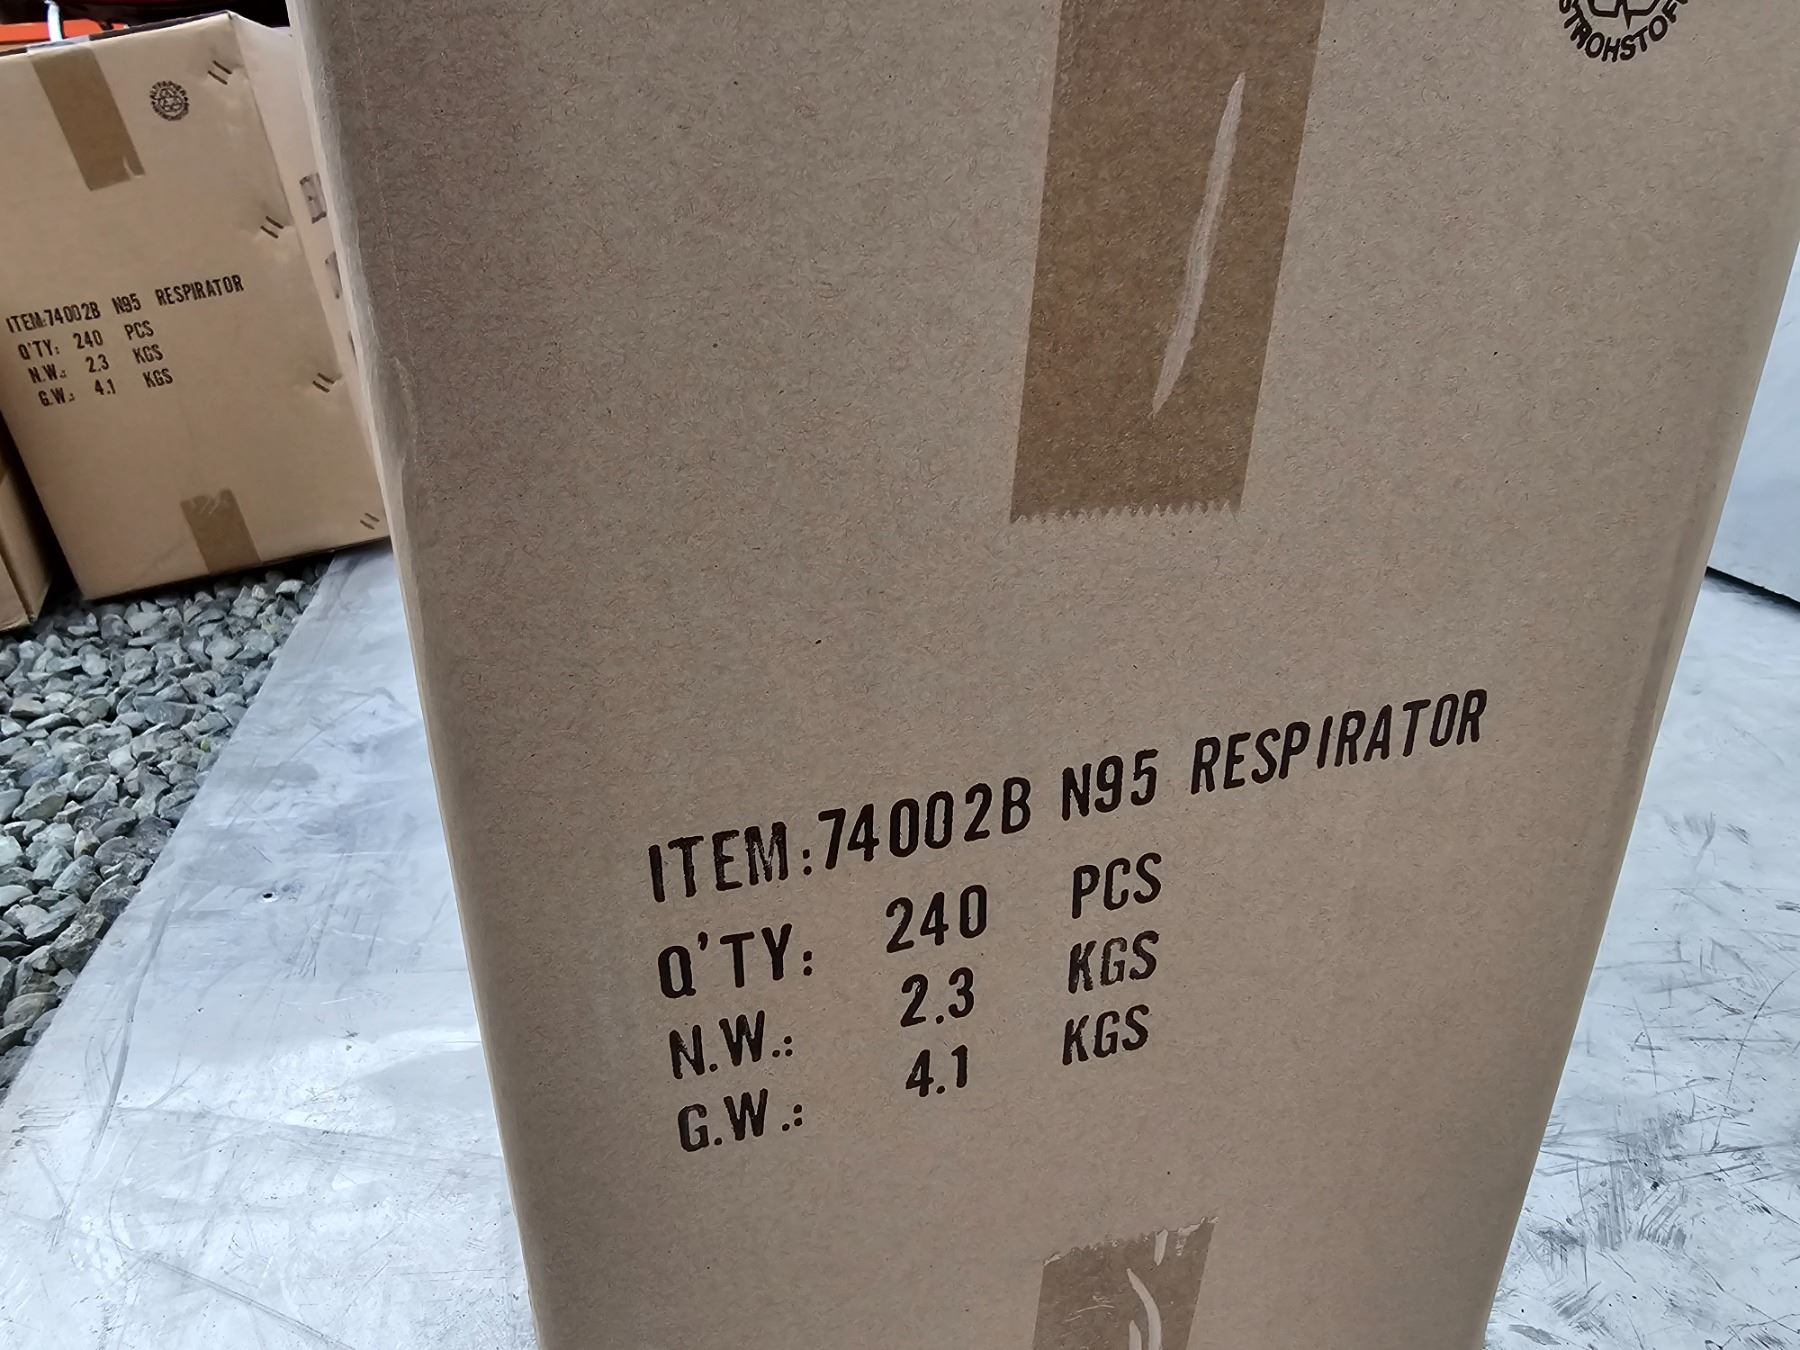 STROHSTOF
ITEM:74002B N95 RESPIRATOR
Q'TY: 240 PCS
N.W.: 2.3 KGS
G.W.: 4.1 KGS
ITEM:74002B N95 RESPIRATOR
Q'TY: 240 PCS
N.W.: 2.3 KGS
G.W.: 4.1 KGS